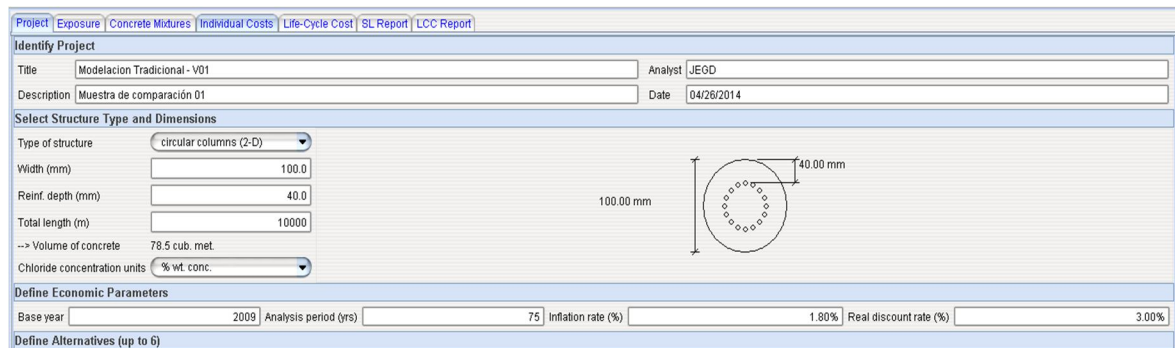 Project Exposure Concrete Mixtures Individual Costs Life-Cycle Cost SL Report LCC Report
Identify Project
Title Modelacion Tradicional - V01 Analyst JEGD
Description Muestra de comparación 01 Date 04/26/2014
Select Structure Type and Dimensions
Type of structure circular columns (2-D)
Width (mm) 100.0
Reinf. depth (mm) 40.0
Total length (m) 10000
--> Volume of concrete 78.5 cub. met.
Chloride concentration units % wt. conc.
40.00 mm
100.00 mm
Define Economic Parameters
Base year 2009 Analysis period (yrs) 75 Inflation rate (%) 1.80% Real discount rate (%) 3.00%
Define Alternatives (up to 6)